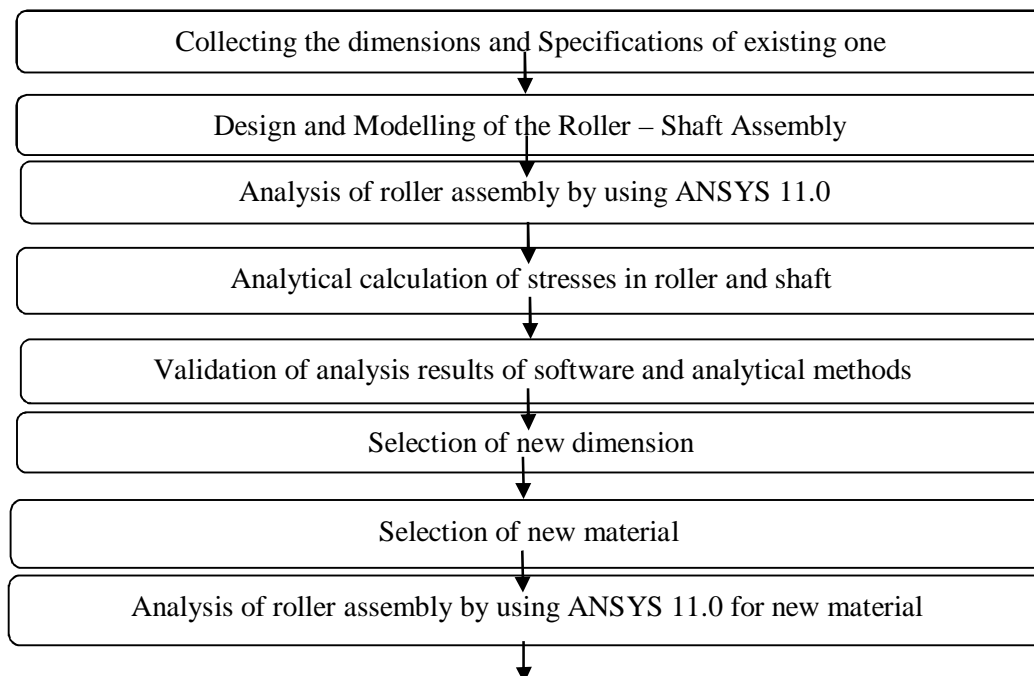 Collecting the dimensions and Specifications of existing one
Design and Modelling of the Roller – Shaft Assembly
Analysis of roller assembly by using ANSYS 11.0
Analytical calculation of stresses in roller and shaft
Validation of analysis results of software and analytical methods
Selection of new dimension
Selection of new material
Analysis of roller assembly by using ANSYS 11.0 for new material